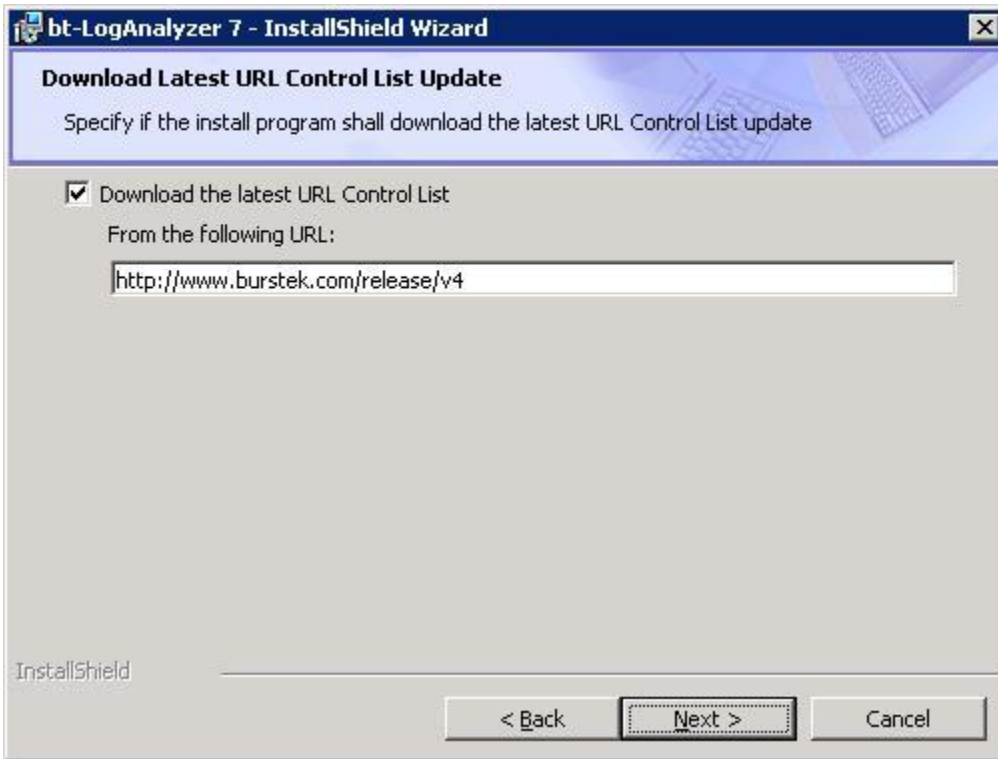 bt-LogAnalyzer 7 - InstallShield Wizard
Download Latest URL Control List Update
Specify if the install program shall download the latest URL Control List update
Download the latest URL Control List
From the following URL:
http://www.burstek.com/release/v4
InstallShield
< Back Next > Cancel